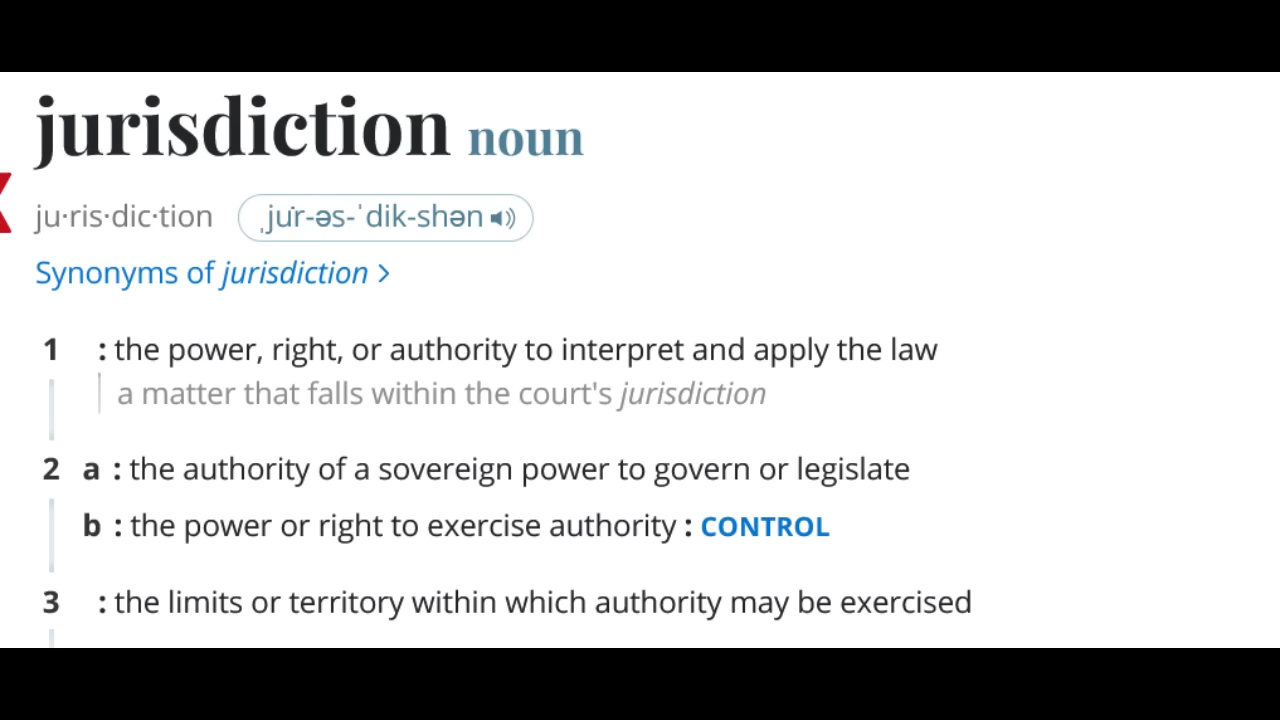 jurisdiction noun
ju·ris·dic·tion ˌju̇r-əs-ˈdik-shən
Synonyms of jurisdiction >
1 : the power, right, or authority to interpret and apply the law
a matter that falls within the court's jurisdiction
2 a : the authority of a sovereign power to govern or legislate
b : the power or right to exercise authority : CONTROL
3 : the limits or territory within which authority may be exercised